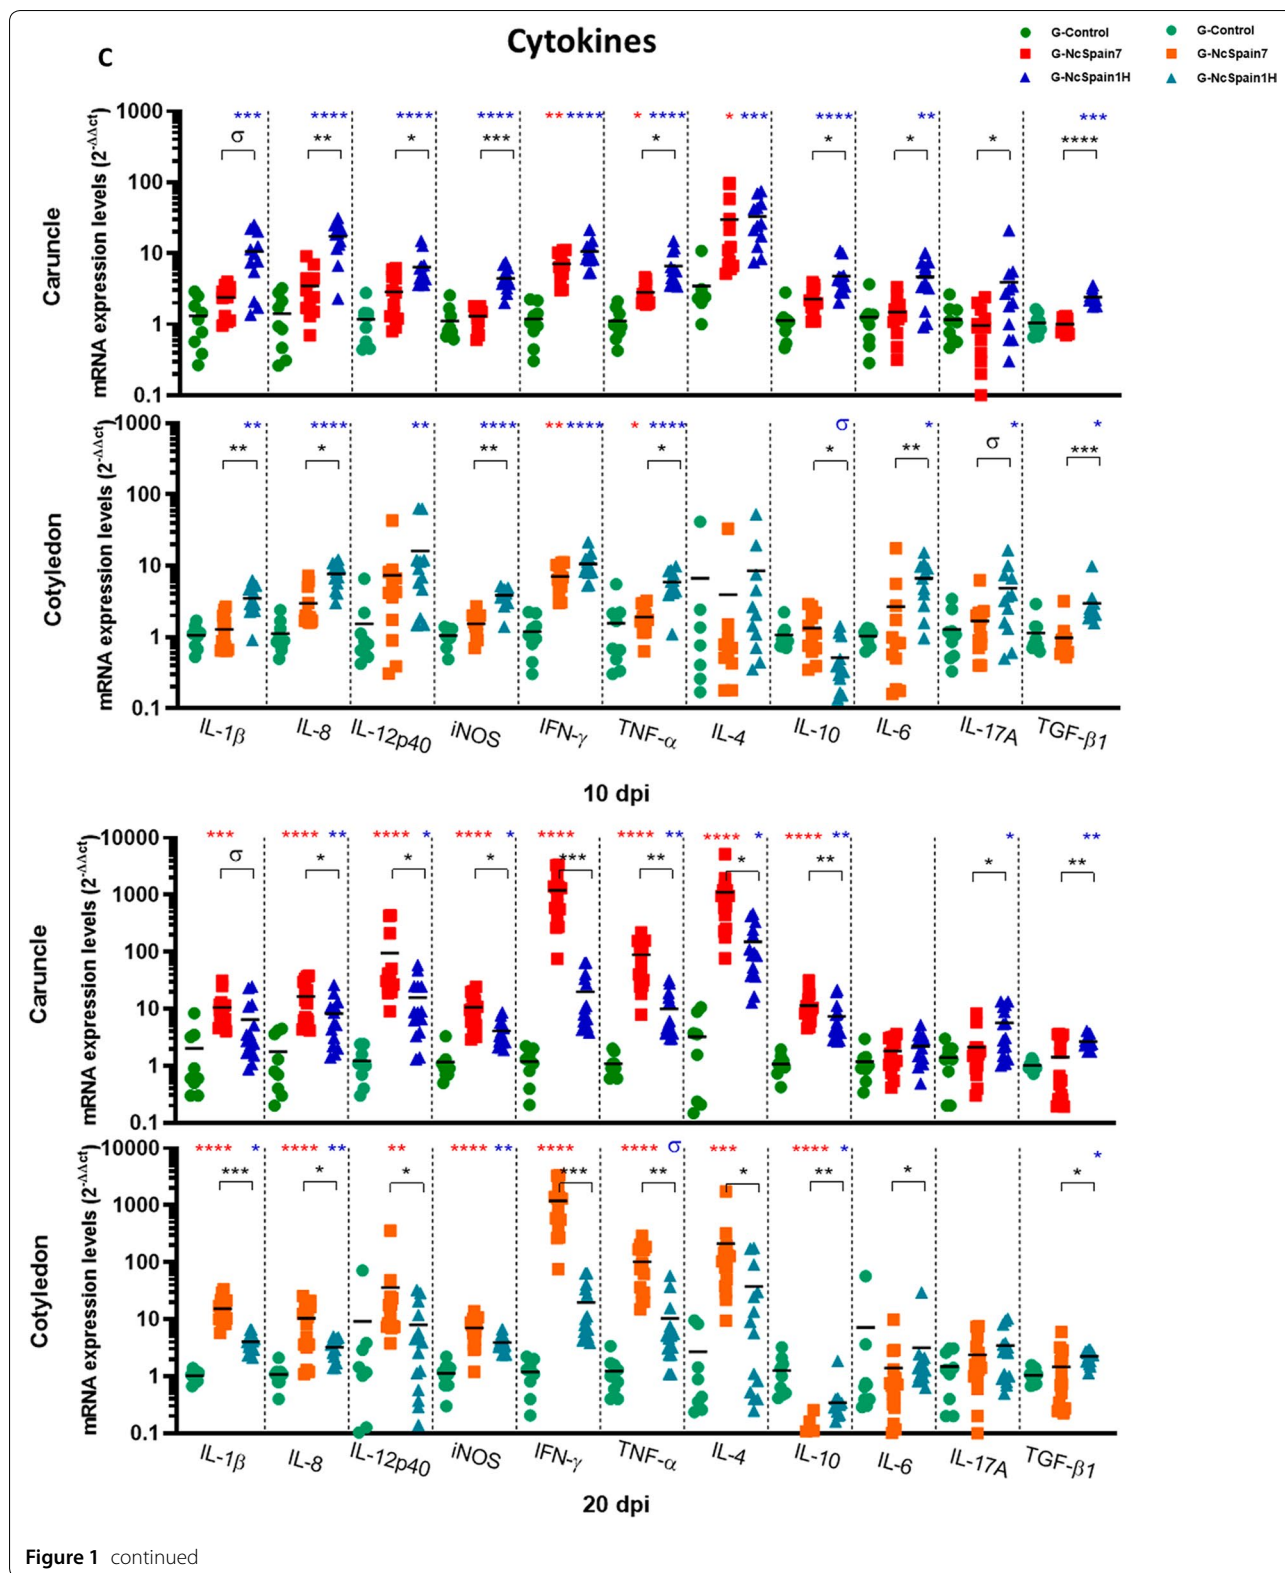 C
Cytokines
G-Control
G-NcSpain7
G-NcSpain1H
G-Control
G-NcSpain7
G-NcSpain1H
Caruncle
mRNA expression levels (2^-ΔΔct)
1000
100
10
1
0.1
*** **** **** **** ** **** * **** * *** **** ** ***
σ ** * *** * * * * ****
Cotyledon
mRNA expression levels (2^-ΔΔct)
1000
100
10
1
0.1
** **** ** **** ** **** * **** σ * * *
** * ** * * ** σ ***
IL-1β IL-8 IL-12p40 iNOS IFN-γ TNF-α IL-4 IL-10 IL-6 IL-17A TGF-β1
10 dpi
Caruncle
mRNA expression levels (2^-ΔΔct)
10000
1000
100
10
1
0.1
*** **** ** **** * **** * **** **** ** **** * **** ** * **
σ * * * *** ** * ** * **
Cotyledon
mRNA expression levels (2^-ΔΔct)
10000
1000
100
10
1
0.1
**** * **** ** ** **** ** **** **** σ *** **** * *
*** * * *** ** * ** * *
IL-1β IL-8 IL-12p40 iNOS IFN-γ TNF-α IL-4 IL-10 IL-6 IL-17A TGF-β1
20 dpi
Figure 1 continued